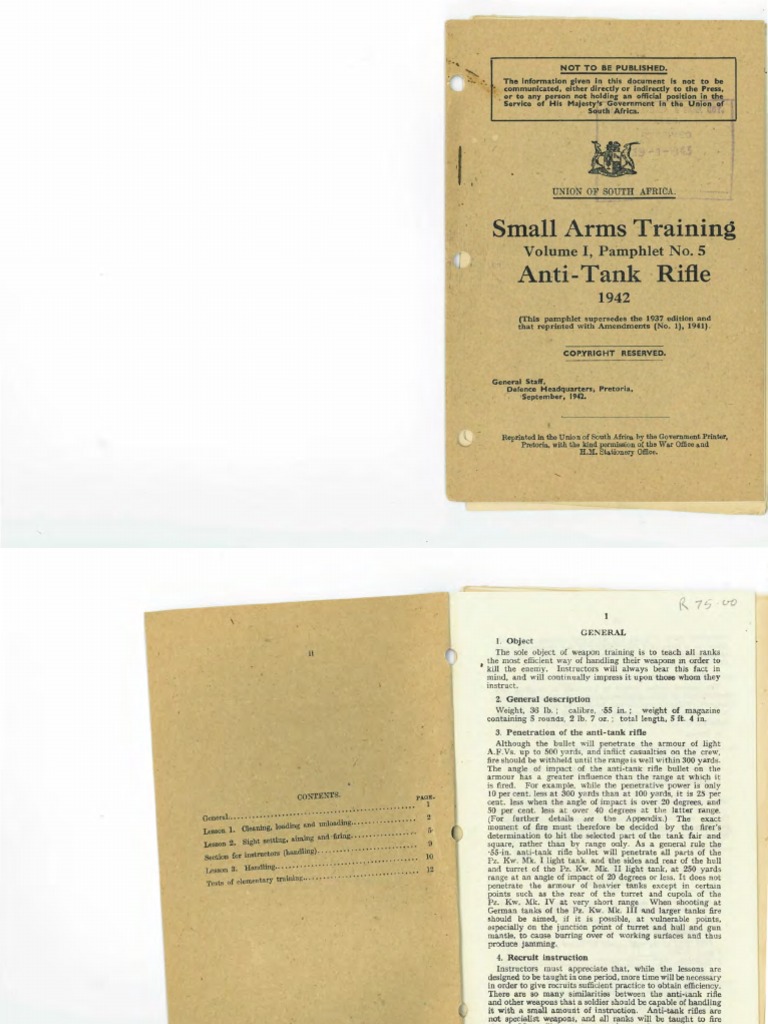 NOT TO BE PUBLISHED.
The information given in this document is not to be
communicated, either directly or indirectly to the Press,
or to any person not holding an official position in the
Service of His Majesty's Government in the Union of
South Africa.
UNION OF SOUTH AFRICA.
Small Arms Training
Volume I, Pamphlet No. 5
Anti-Tank Rifle
1942
(This pamphlet supersedes the 1937 edition and
that reprinted with Amendments (No. 1), 1941).
COPYRIGHT RESERVED.
General Staff,
Defence Headquarters, Pretoria,
September, 1942.
Reprinted in the Union of South Africa by the Government Printer,
Pretoria, with the kind permission of the War Office and
H.M. Stationery Office.
ii
CONTENTS.
PAGE.
General 1
Lesson 1. Cleaning, loading and unloading 2
Lesson 2. Sight setting, aiming and firing 5
Section for instructors (handling) 9
Lesson 3. Handling 10
Tests of elementary training 12
R 75-00
1
GENERAL
1. Object
The sole object of weapon training is to teach all ranks
the most efficient way of handling their weapons in order to
kill the enemy. Instructors will always bear this fact in
mind, and will continually impress it upon those whom they
instruct.
2. General description
Weight, 36 lb. ; calibre, ·55 in. ; weight of magazine
containing 5 rounds, 2 lb. 7 oz. ; total length, 5 ft. 4 in.
3. Penetration of the anti-tank rifle
Although the bullet will penetrate the armour of light
A.F.Vs. up to 500 yards, and inflict casualties on the crew,
fire should be withheld until the range is well within 300 yards.
The angle of impact of the anti-tank rifle bullet on the
armour has a greater influence than the range at which it
is fired. For example, while the penetrative power is only
10 per cent. less at 300 yards than at 100 yards, it is 25 per
cent. less when the angle of impact is over 20 degrees, and
50 per cent. less at over 40 degrees at the latter range.
(For further details see the Appendix.) The exact
moment of fire must therefore be decided by the firer's
determination to hit the selected part of the tank fair and
square, rather than by range only. As a general rule the
·55-in. anti-tank rifle bullet will penetrate all parts of the
Pz. Kw. Mk. I light tank, and the sides and rear of the hull
and turret of the Pz. Kw. Mk. II light tank, at 250 yards
range at an angle of impact of 20 degrees or less. It does not
penetrate the armour of heavier tanks except in certain
points such as the rear of the turret and cupola of the
Pz. Kw. Mk. IV at very short range. When shooting at
German tanks of the Pz. Kw. Mk. III and larger tanks fire
should be aimed, if it is possible, at vulnerable points,
especially on the junction point of turret and hull and gun
mantle, to cause burring over of working surfaces and thus
produce jamming.
4. Recruit instruction
Instructors must appreciate that, while the lessons are
designed to be taught in one period, more time will be necessary
in order to give recruits sufficient practice to obtain efficiency.
There are so many similarities between the anti-tank rifle
and other weapons that a soldier should be capable of handling
it with a small amount of instruction. Anti-tank rifles are
not specialist weapons, and all ranks will be taught to fire